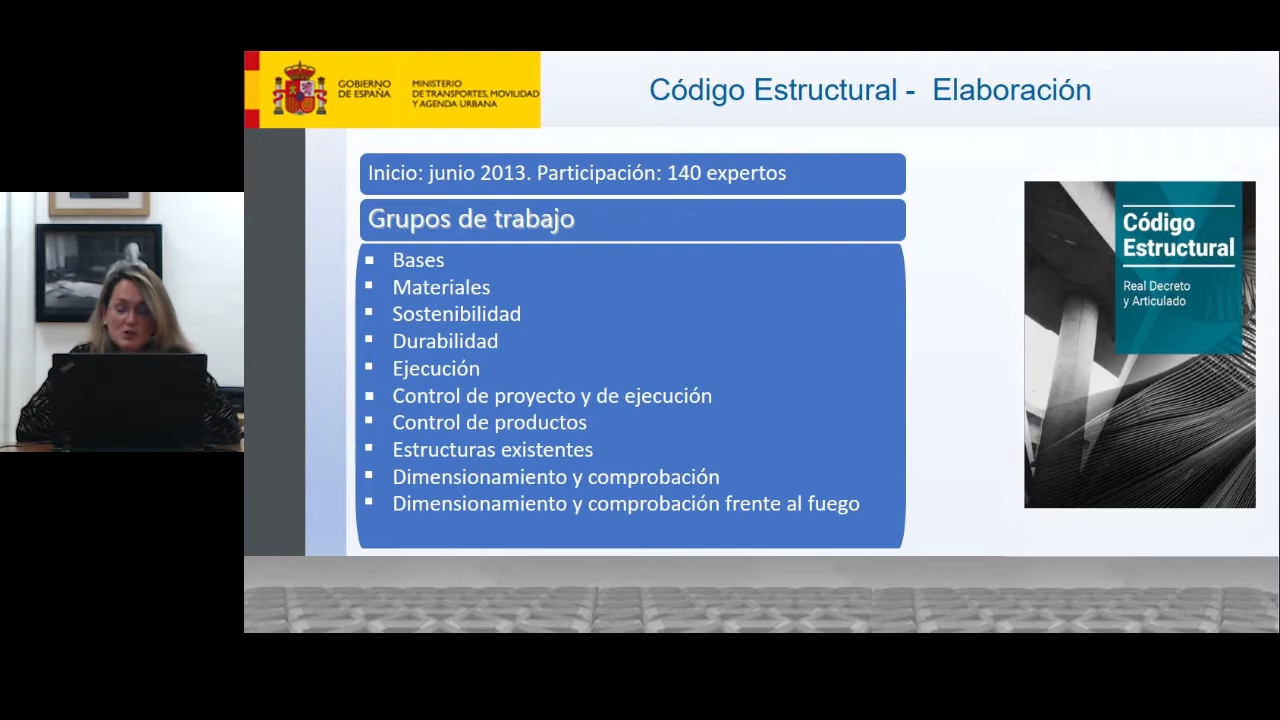 GOBIERNO
DE ESPAÑA
MINISTERIO
DE TRANSPORTES, MOVILIDAD
Y AGENDA URBANA
Código Estructural - Elaboración
Inicio: junio 2013. Participación: 140 expertos
Grupos de trabajo
▪ Bases
▪ Materiales
▪ Sostenibilidad
▪ Durabilidad
▪ Ejecución
▪ Control de proyecto y de ejecución
▪ Control de productos
▪ Estructuras existentes
▪ Dimensionamiento y comprobación
▪ Dimensionamiento y comprobación frente al fuego
Código
Estructural
Real Decreto
y Articulado